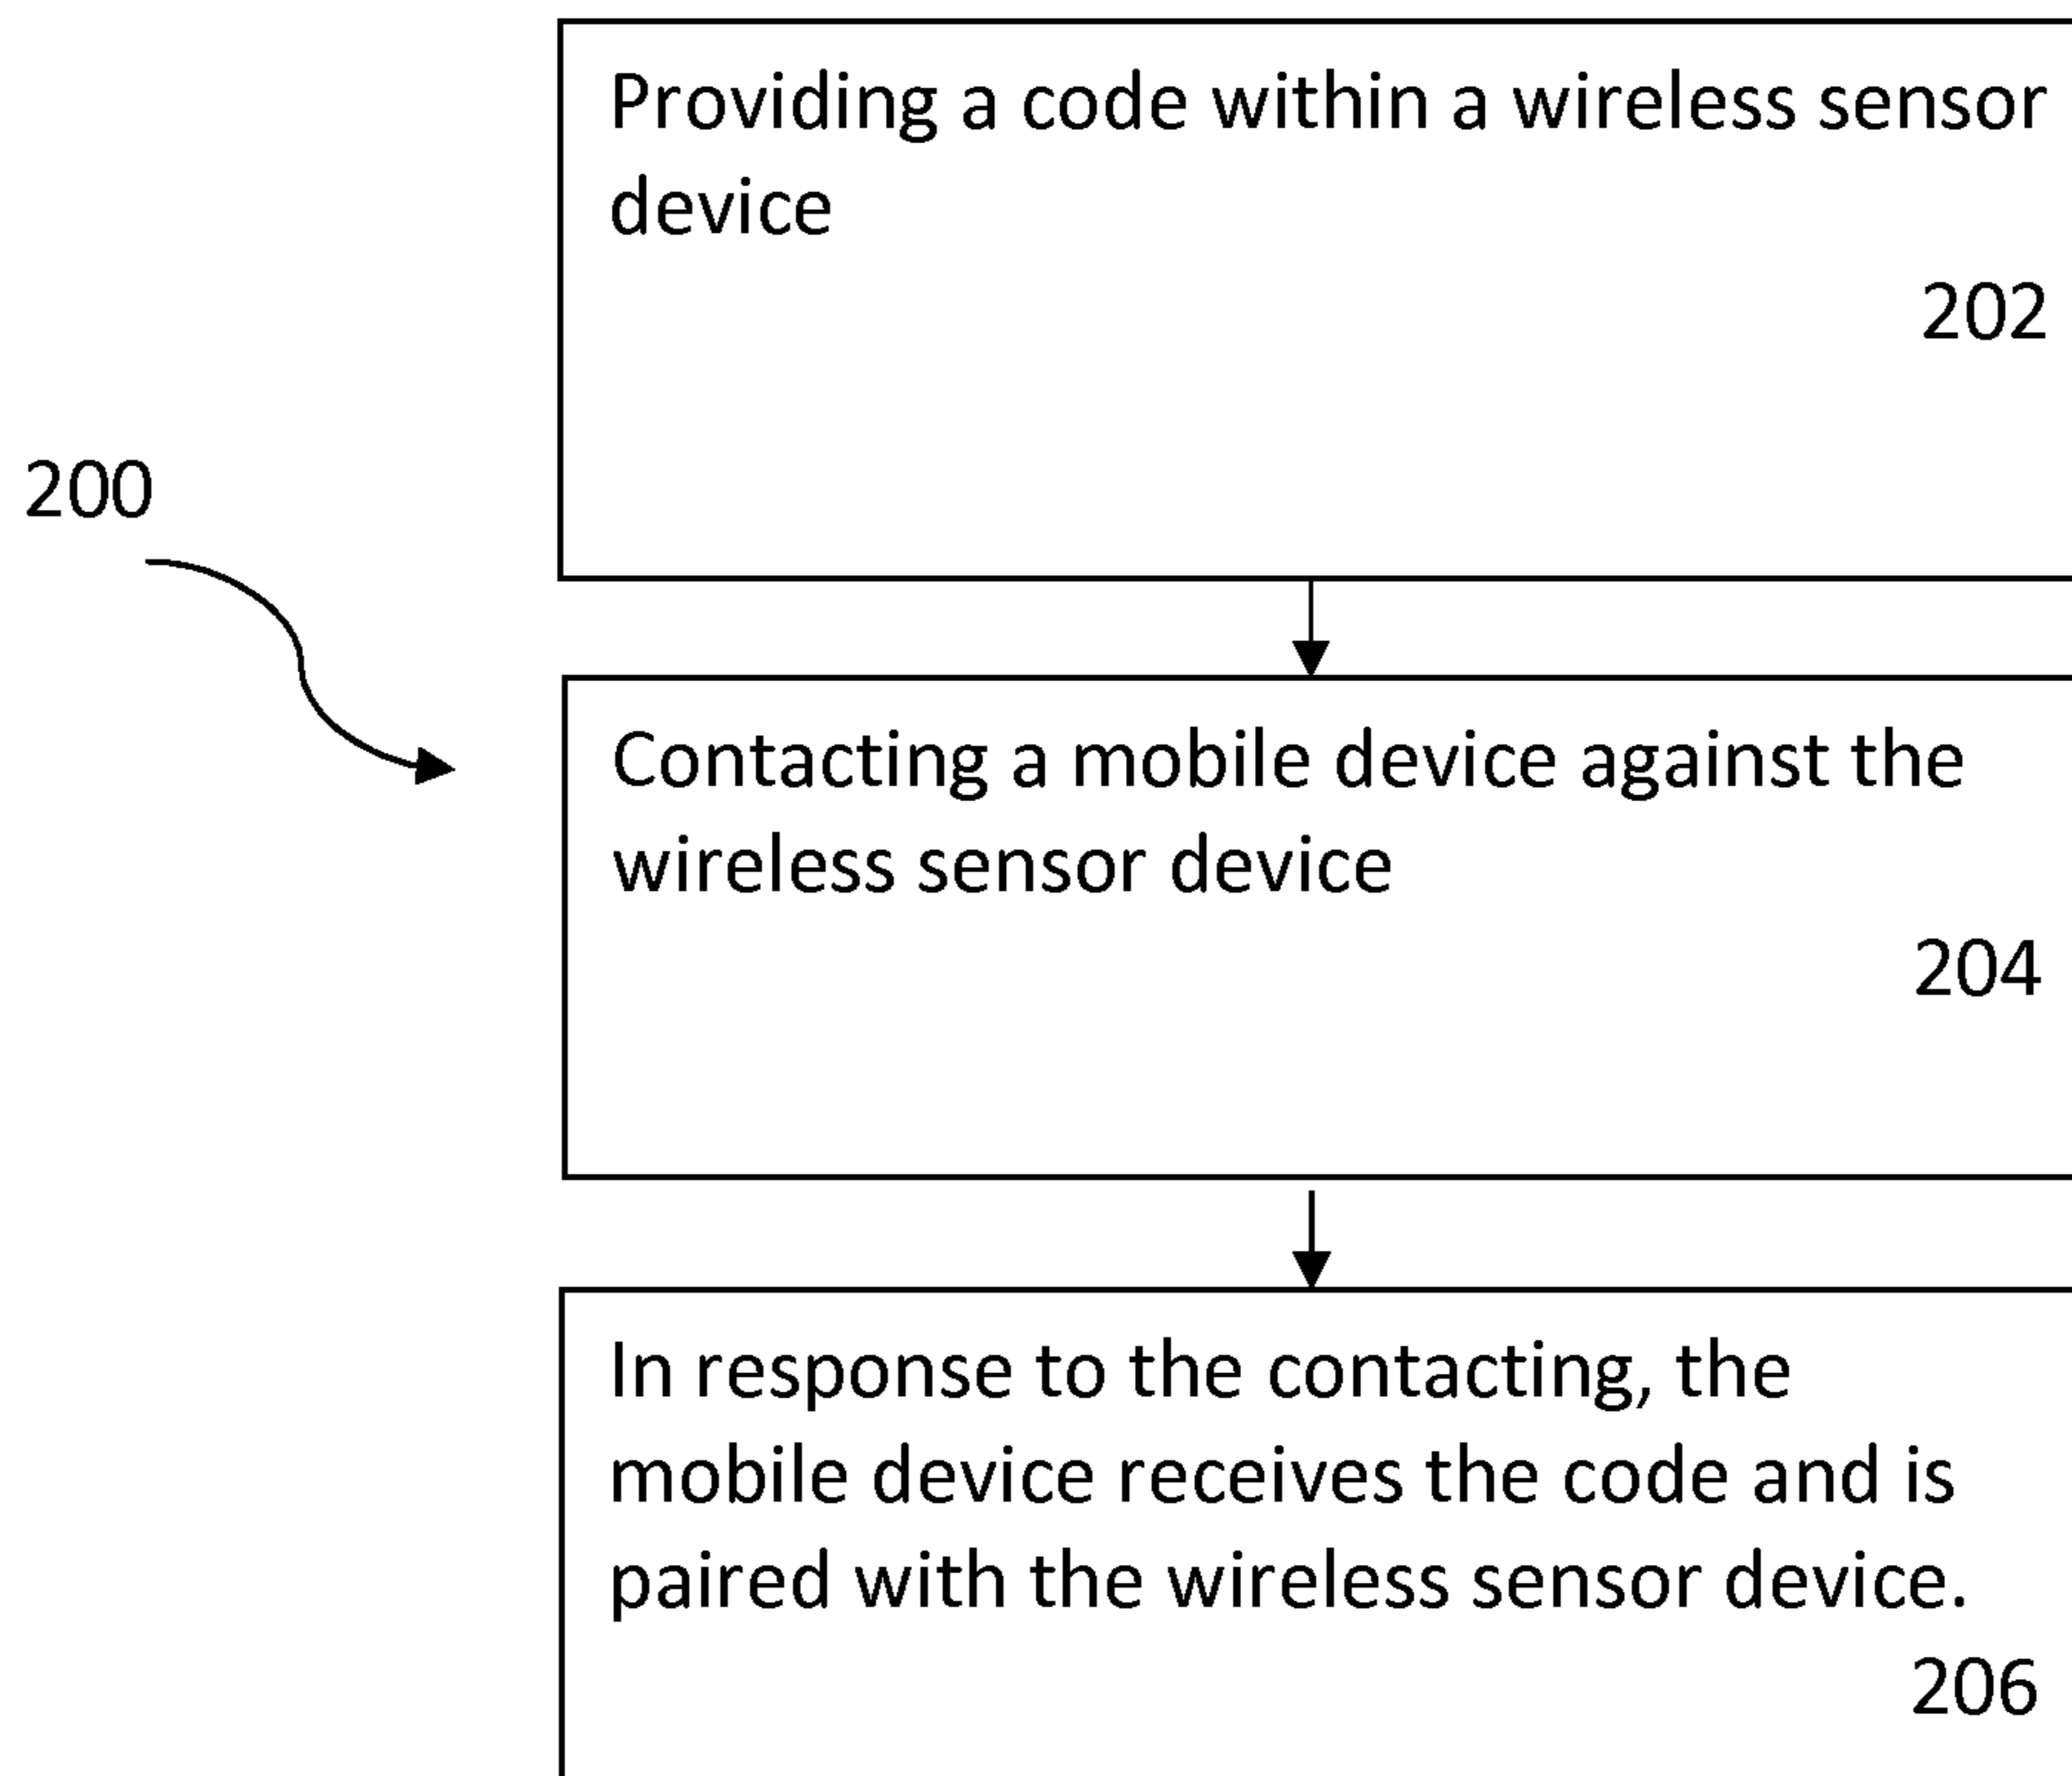 Providing a code within a wireless sensor
device
202
200
Contacting a mobile device against the
wireless sensor device
204
In response to the contacting, the
mobile device receives the code and is
paired with the wireless sensor device.
206